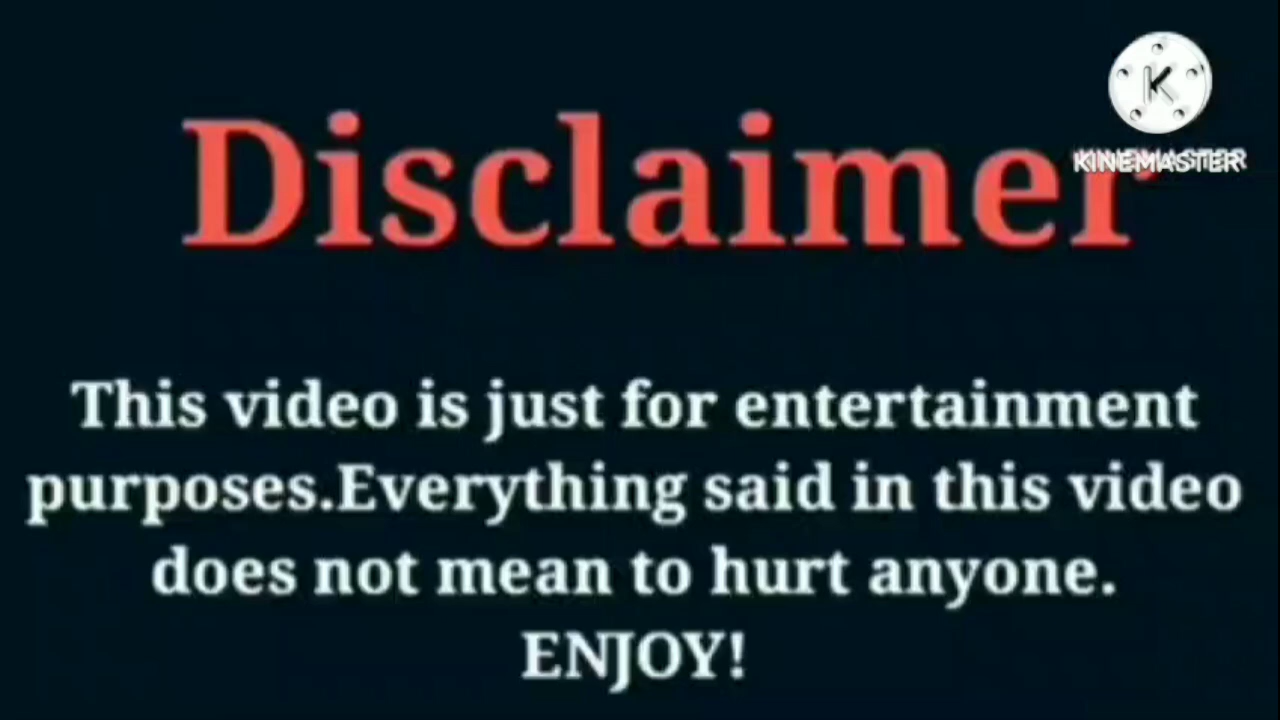 K
KINEMASTER
Disclaimer
This video is just for entertainment
purposes.Everything said in this video
does not mean to hurt anyone.
ENJOY!